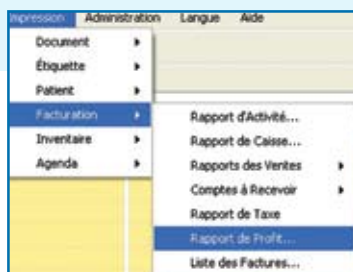 Impression Administration Langue Aide
Document
Étiquette
Patient
Facturation
Inventaire
Agenda
Rapport d'Activité...
Rapport de Caisse...
Rapports des Ventes
Comptes à Recevoir
Rapport de Taxe
Rapport de Profit...
Liste des Factures...